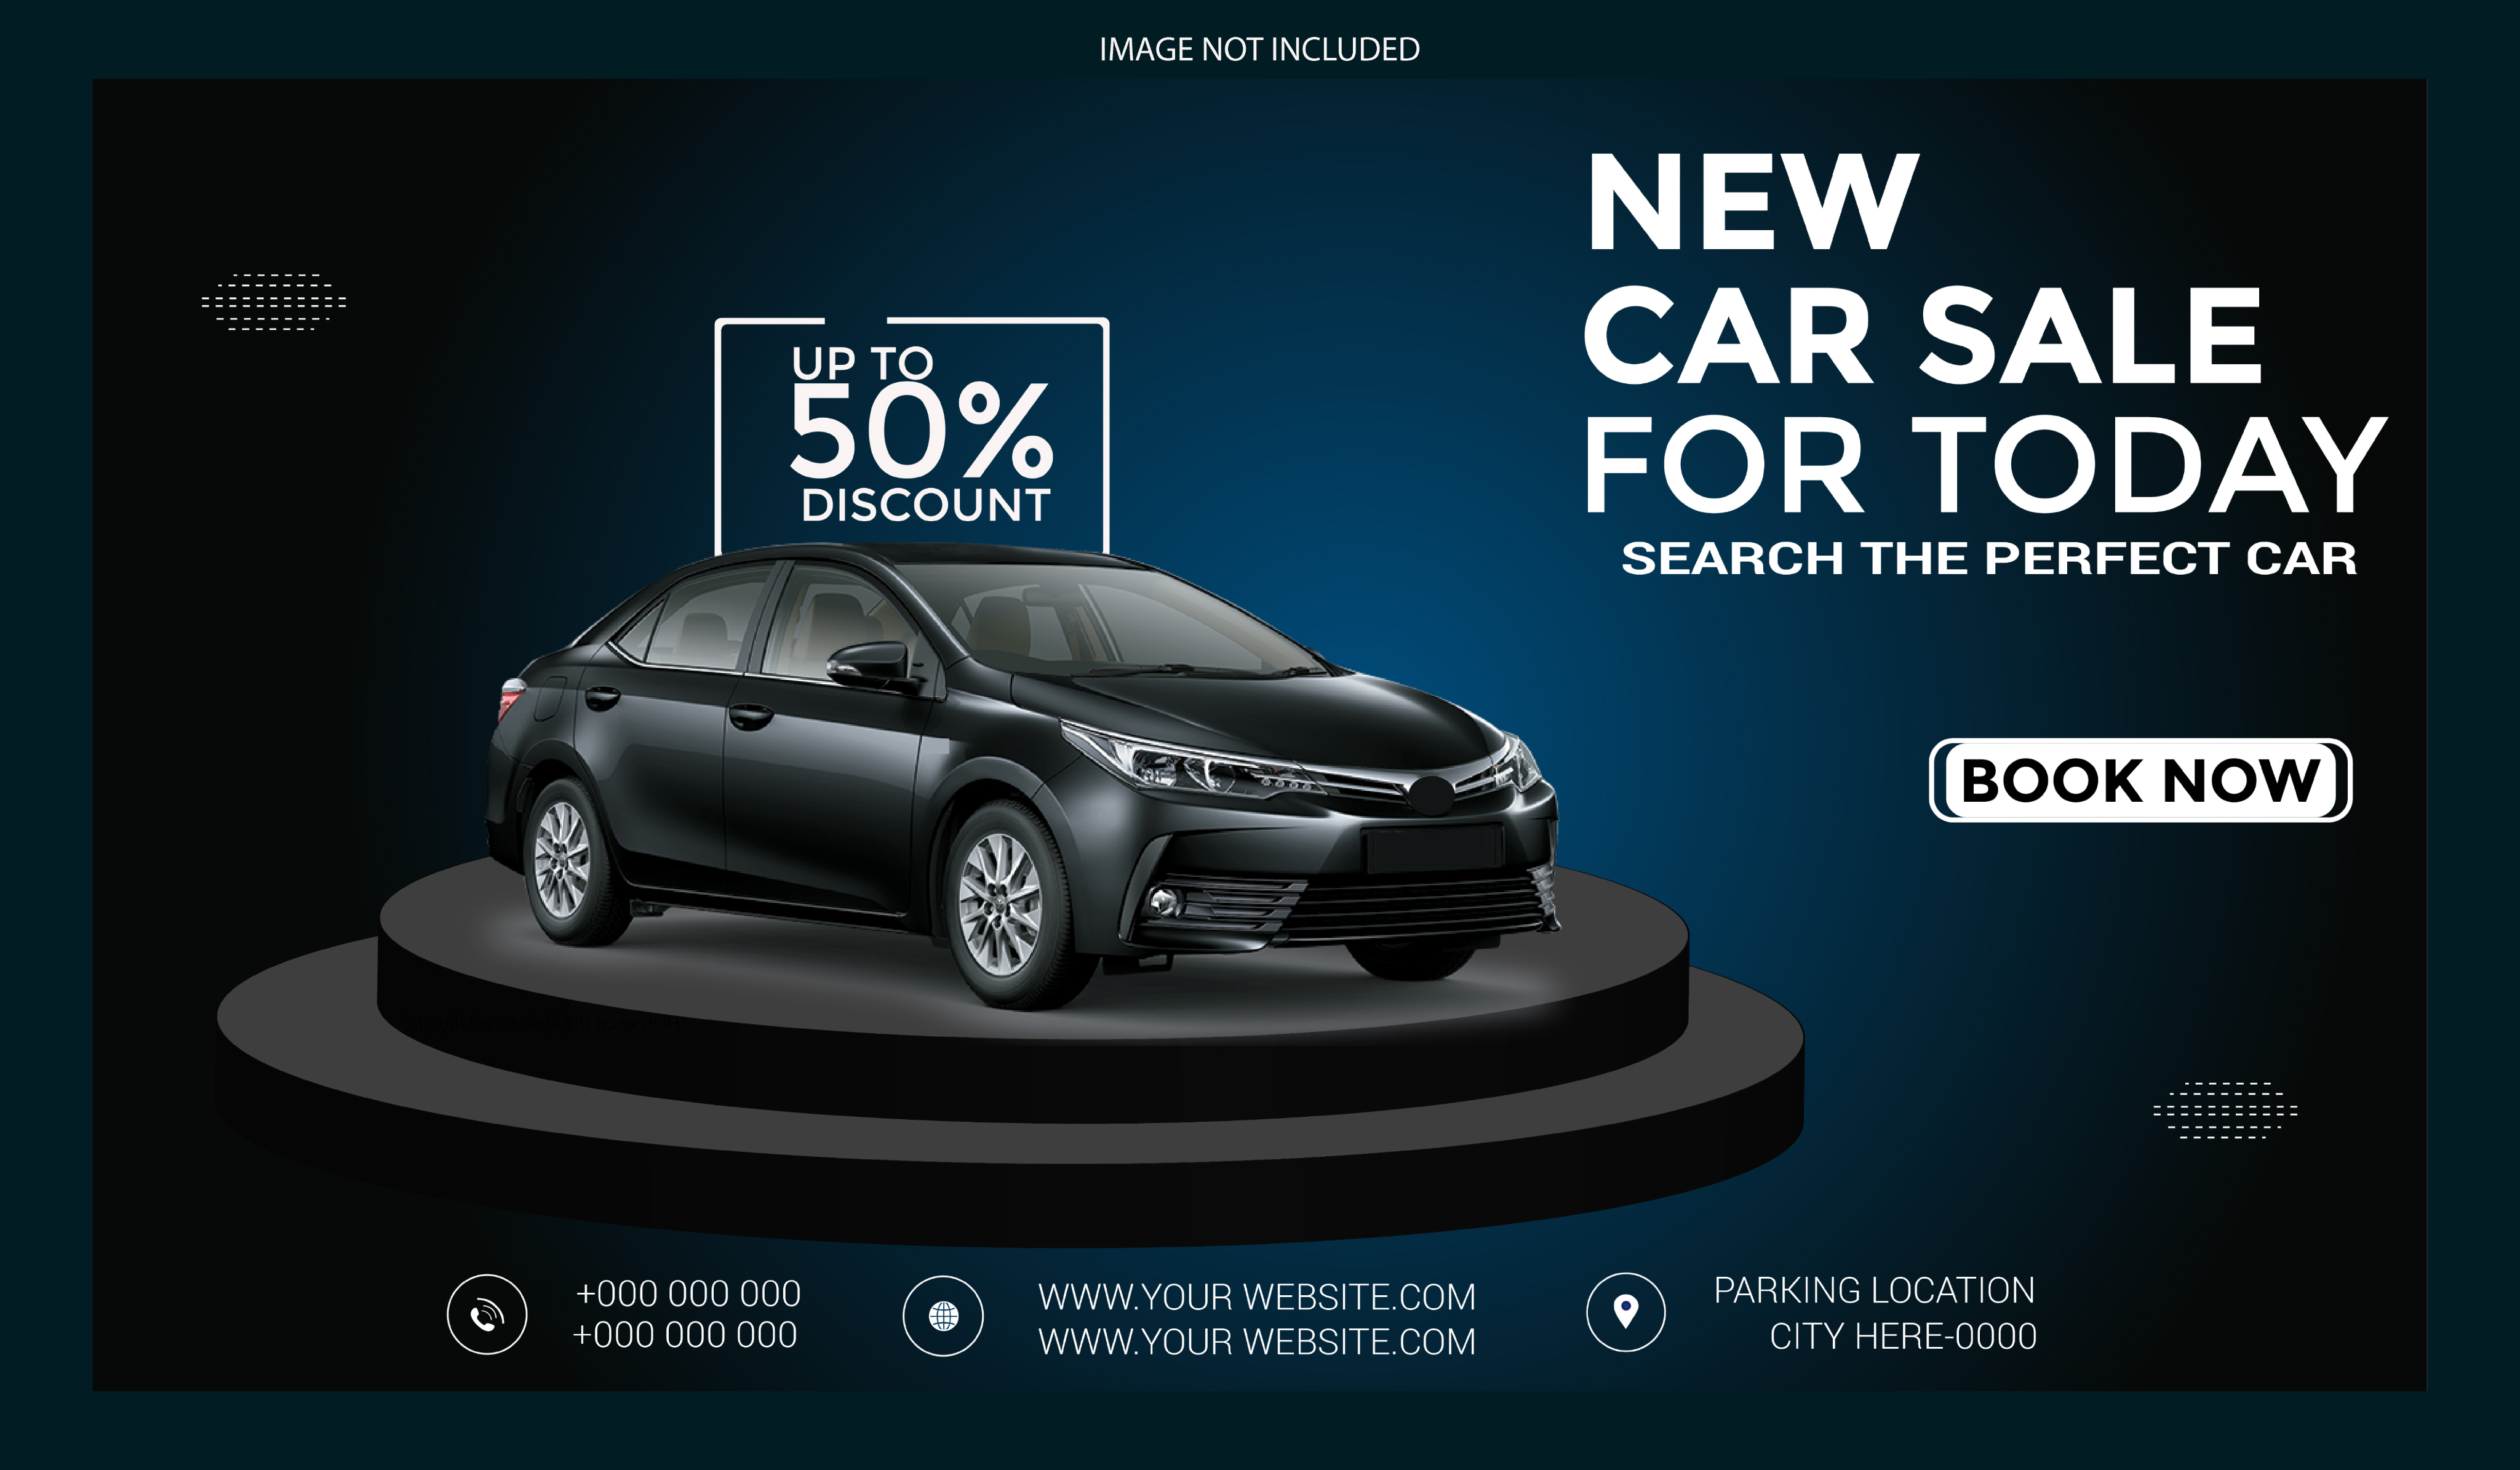 IMAGE NOT INCLUDED
NEW
CAR SALE
FOR TODAY
SEARCH THE PERFECT CAR
UP TO
50%
DISCOUNT
BOOK NOW
+000 000 000
+000 000 000
WWW.YOUR WEBSITE.COM
WWW.YOUR WEBSITE.COM
PARKING LOCATION
CITY HERE-0000